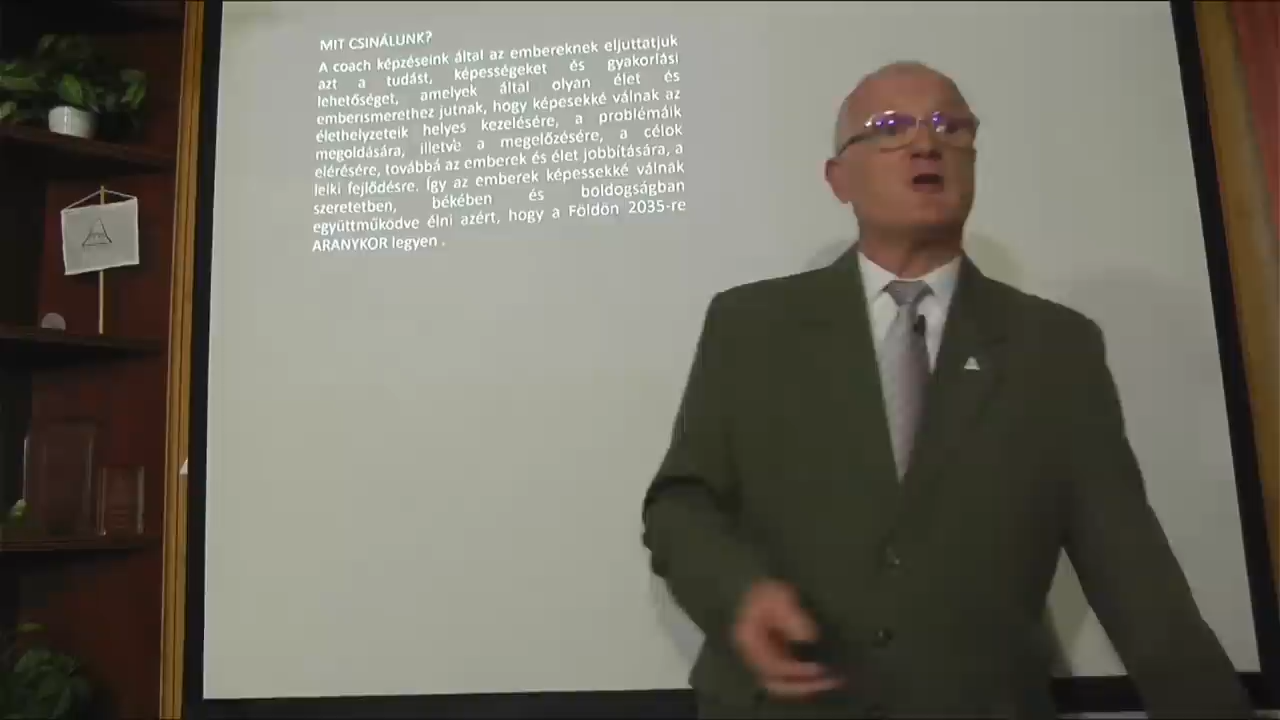 MIT CSINÁLUNK?
A coach képzéseink által az embereknek eljuttatjuk
azt a tudást, képességeket és gyakorlási
lehetőséget, amelyek által olyan élet és
emberismerethez jutnak, hogy képesekké válnak az
élethelyzeteik helyes kezelésére, a problémáik
megoldására, illetve a megelőzésére, a célok
elérésére, továbbá az emberek és élet jobbítására, a
lelki fejlődésre. Így az emberek képessekké válnak
szeretetben, békében és boldogságban
együttműködve élni azért, hogy a Földön 2035-re
ARANYKOR legyen .